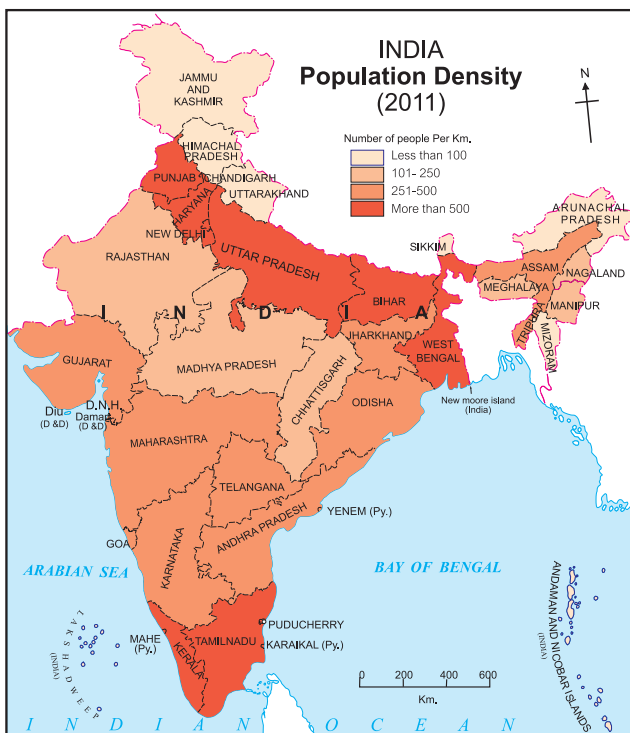 INDIA
Population Density
(2011)
N
Number of people Per Km.
Less than 100
101- 250
251-500
More than 500
JAMMU
AND
KASHMIR
HIMACHAL
PRADESH
PUNJAB
CHANDIGARH
UTTARAKHAND
HARYANA
NEW DELHI
RAJASTHAN
UTTAR PRADESH
SIKKIM
ARUNACHAL
PRADESH
ASSAM
NAGALAND
MEGHALAYA
MANIPUR
TRIPURA
MIZORAM
BIHAR
I N D I A
JHARKHAND
WEST
BENGAL
GUJARAT
MADHYA PRADESH
CHHATTISGARH
ODISHA
New moore island
(India)
D.N.H.
Diu
(D &D)
Daman
(D &D)
MAHARASHTRA
TELANGANA
ANDHRA PRADESH
YENEM (Py.)
GOA
KARNATAKA
ARABIAN SEA
BAY OF BENGAL
PUDUCHERRY
MAHE
(Py.)
TAMILNADU
KARAIKAL (Py.)
KERALA
LAKSHADWEEP
(INDIA)
ANDAMAN AND NICOBAR ISLANDS
(INDIA)
0 200 400 600
Km.
I N D I A N O C E A N